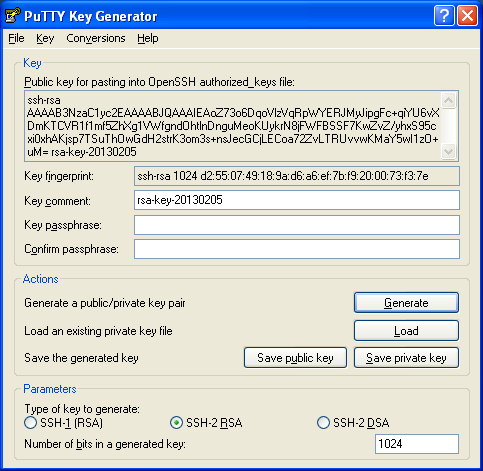 PuTTY Key Generator
File Key Conversions Help
Key
Public key for pasting into OpenSSH authorized_keys file:
ssh-rsa
AAAAB3NzaC1yc2EAAAABJQAAAIEAoZ73o6DqoVlzVqRpWYERJMyJipgFc+qiYU6vX
DmKTCVR1f1mf5ZhXg1VWfgndOhtlnDnguMeoKUykrN8jFWFBSSF7KwZvZ/yhxS95c
xi0xhAKjsp7TSuThOwGdH2strK3om3s+nsJecGCjLECoa72ZvLTRUvvwKMaY5wI1zO+
uM= rsa-key-20130205
Key fingerprint: ssh-rsa 1024 d2:55:07:49:18:9a:d6:a6:ef:7b:f9:20:00:73:f3:7e
Key comment: rsa-key-20130205
Key passphrase:
Confirm passphrase:
Actions
Generate a public/private key pair Generate
Load an existing private key file Load
Save the generated key Save public key Save private key
Parameters
Type of key to generate:
SSH-1 (RSA) SSH-2 RSA SSH-2 DSA
Number of bits in a generated key: 1024